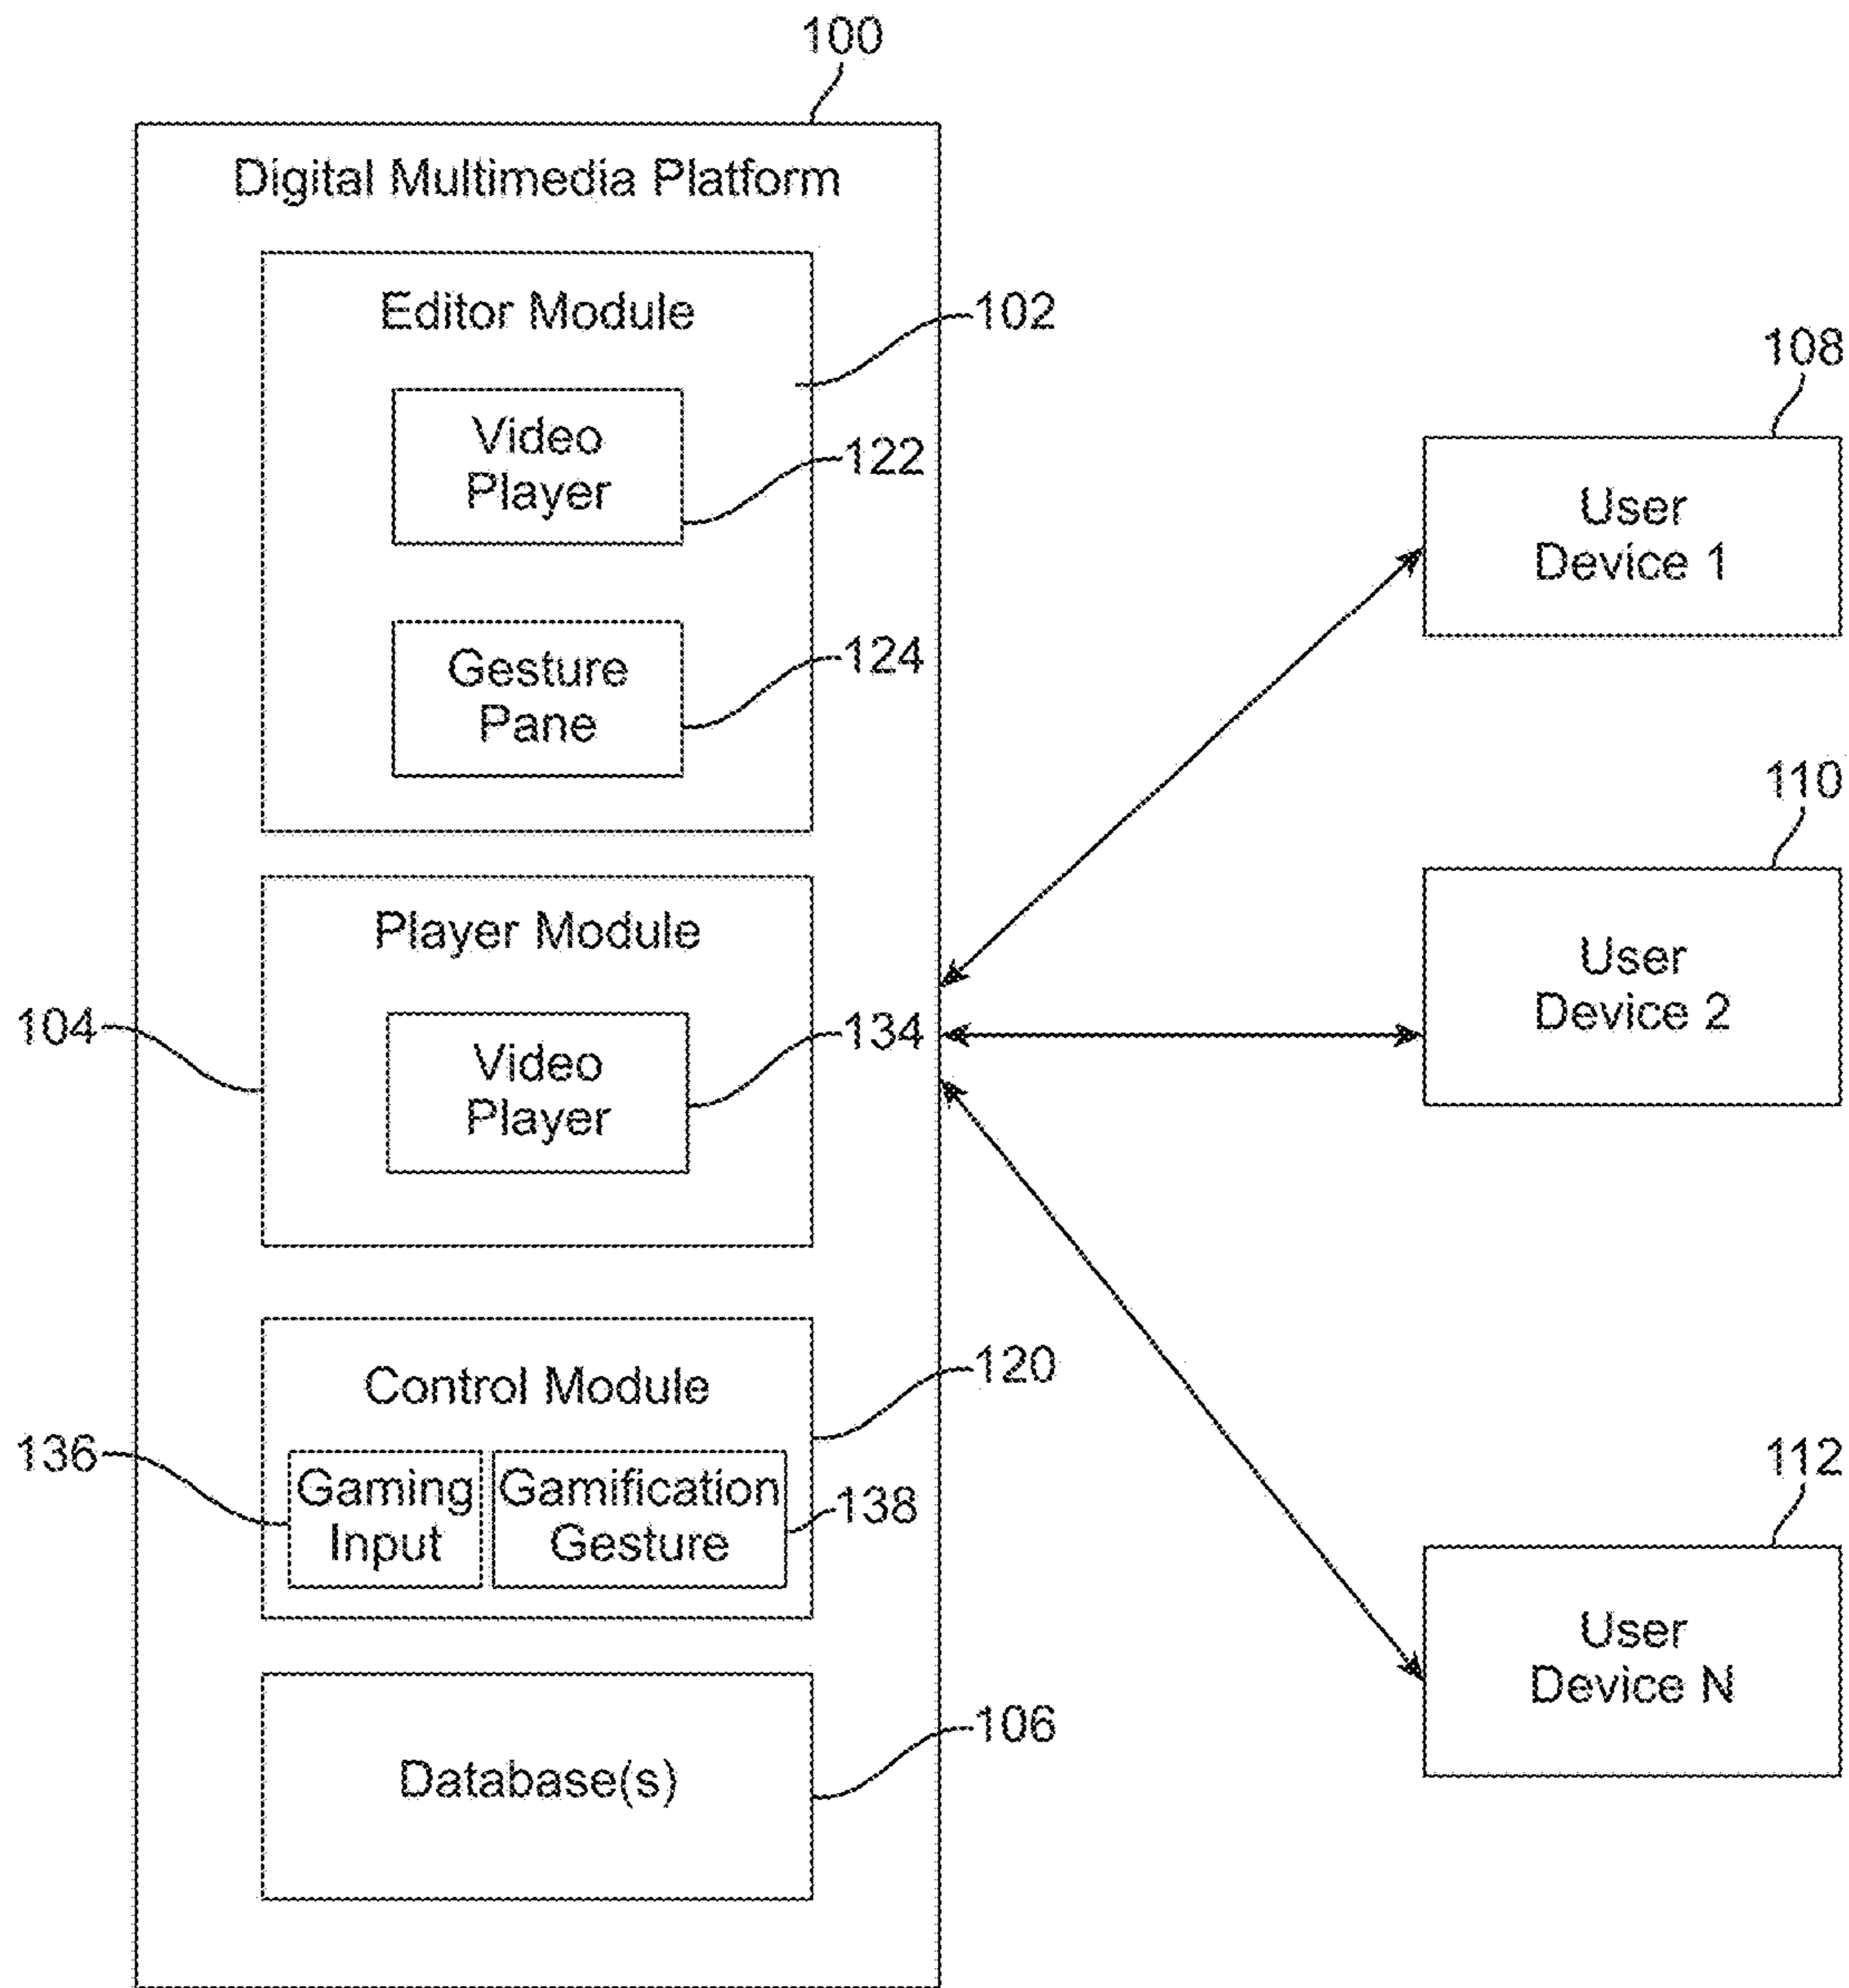 100
Digital Multimedia Platform
Editor Module
102
Video
Player
122
Gesture
Pane
124
Player Module
104
Video
Player
134
Control Module
120
136
Gaming
Input
Gamification
Gesture
138
Database(s)
106
108
User
Device 1
110
User
Device 2
112
User
Device N